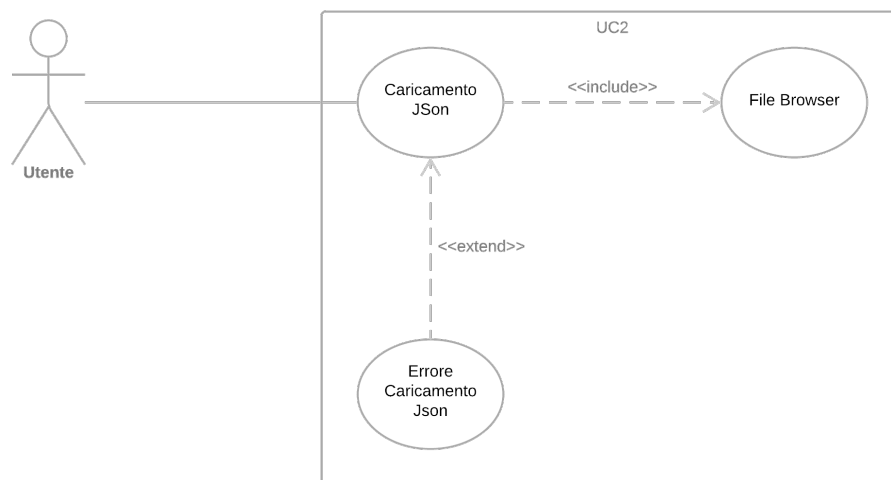 UC2
Caricamento
JSon
<<include>>
File Browser
Utente
<<extend>>
Errore
Caricamento
Json